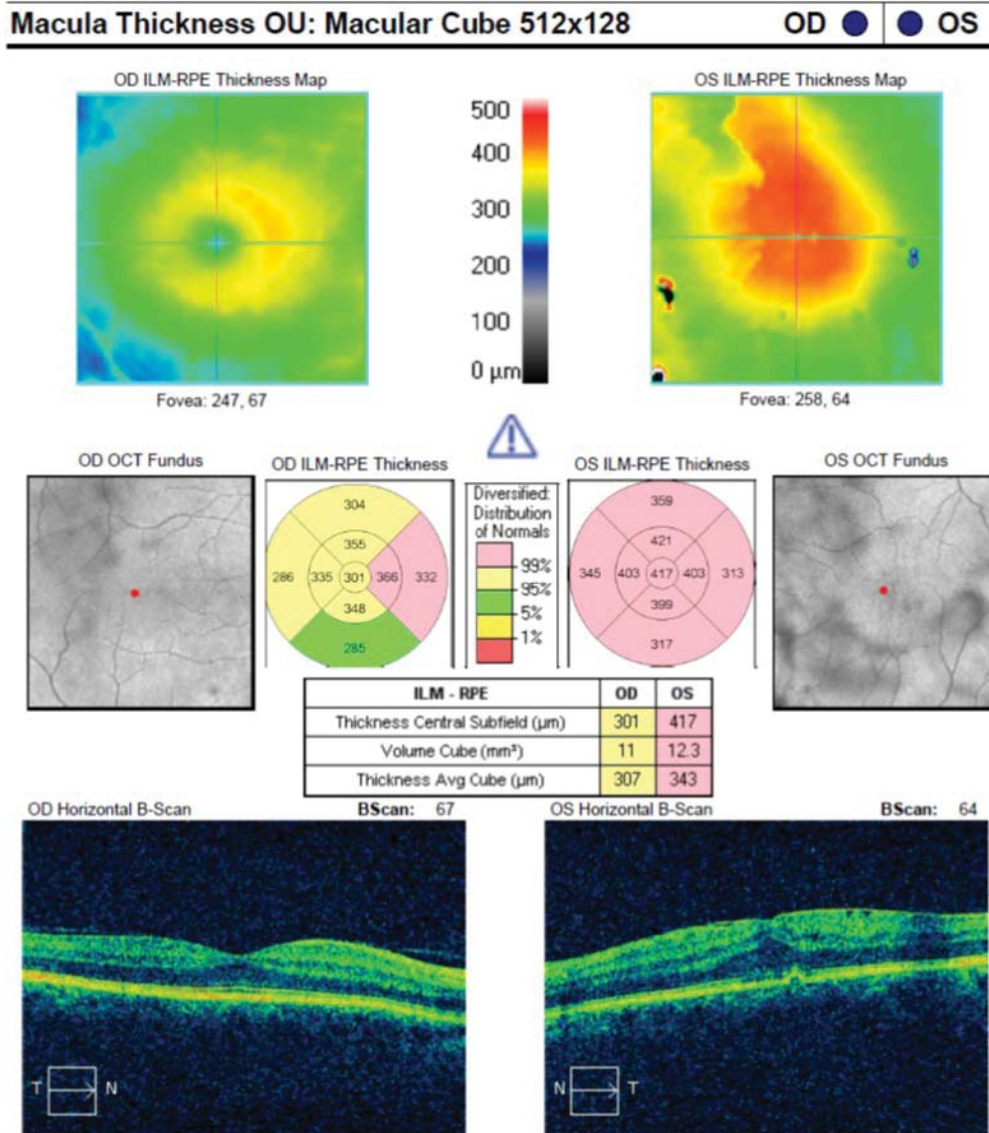 Macula Thickness OU: Macular Cube 512x128 OD OS
OD ILM-RPE Thickness Map
OS ILM-RPE Thickness Map
500
400
300
200
100
0 µm
Fovea: 247, 67
Fovea: 258, 64
OD OCT Fundus
OD ILM-RPE Thickness
OS ILM-RPE Thickness
OS OCT Fundus
304
355
286 335 301 366 332
348
285
Diversified:
Distribution
of Normals
99%
95%
5%
1%
359
421
345 403 417 403 313
399
317
ILM - RPE OD OS
Thickness Central Subfield (µm) 301 417
Volume Cube (mm³) 11 12.3
Thickness Avg Cube (µm) 307 343
OD Horizontal B-Scan BScan: 67
OS Horizontal B-Scan BScan: 64
T N
N T